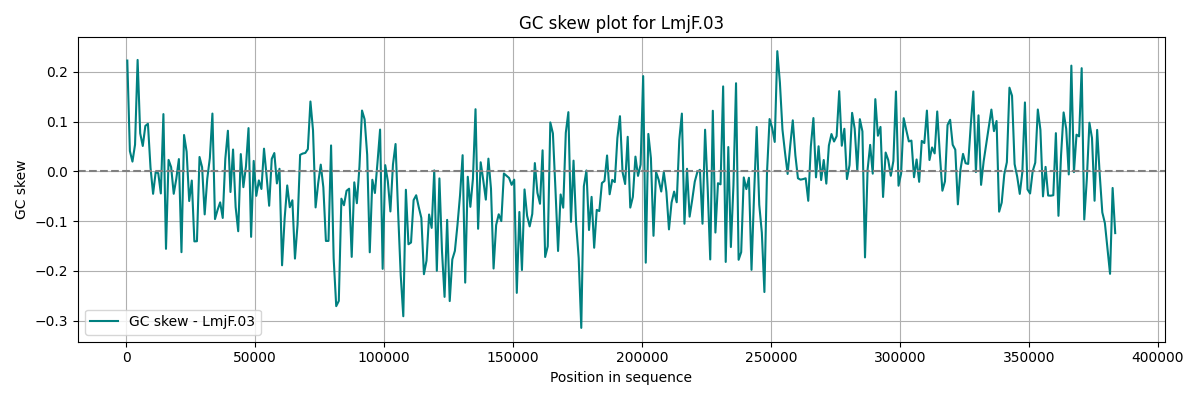 GC skew plot for LmjF.03
GC skew
0.2
0.1
0.0
−0.1
−0.2
−0.3
GC skew - LmjF.03
0 50000 100000 150000 200000 250000 300000 350000 400000
Position in sequence